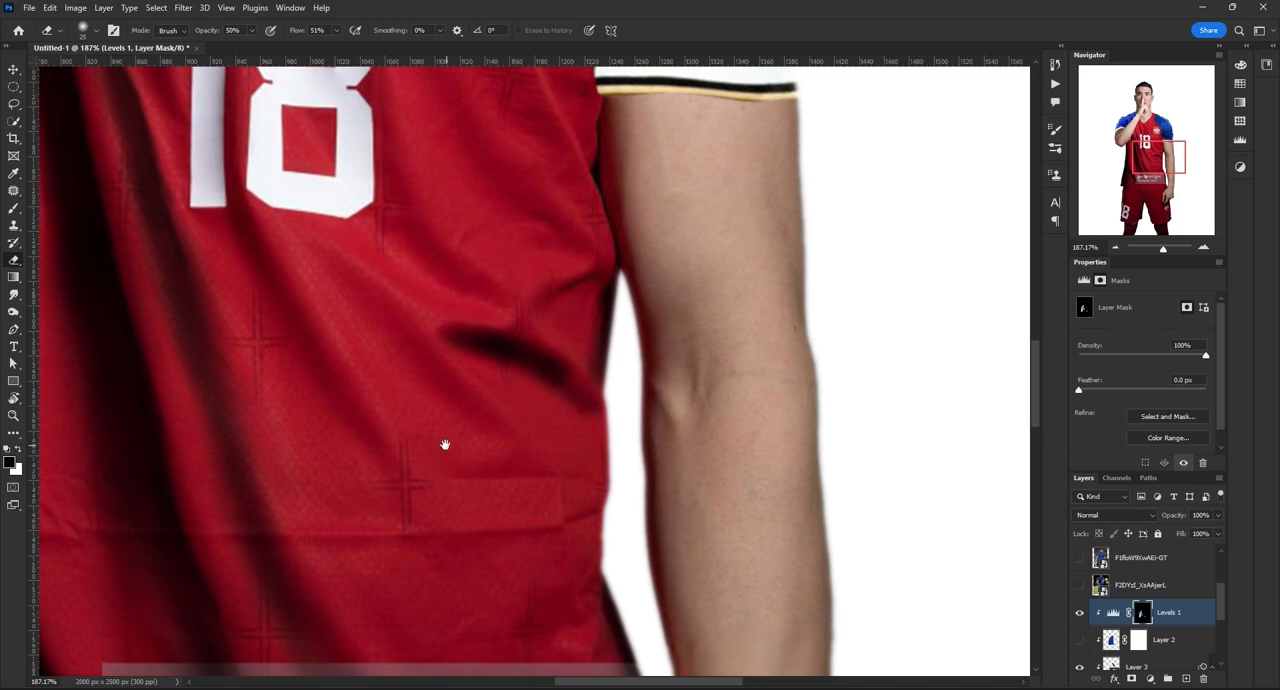 File Edit Image Layer Type Select Filter 3D View Plugins Window Help
Mode: Brush Opacity: 50% Flow: 51% Smoothing: 0% 0° Erase to History Share
25
Untitled-1 @ 187% (Levels 1, Layer Mask/8) *
18
Navigator
187.17%
Properties
Masks
Layer Mask
Density: 100%
Feather: 0.0 px
Refine: Select and Mask...
Color Range...
Layers Channels Paths
Kind
Normal Opacity: 100%
Lock: Fill: 100%
F2DYzI_XsAAjerL
Levels 1
Layer 2
Layer 3
187.17% 2000 px x 2500 px (300 ppi)